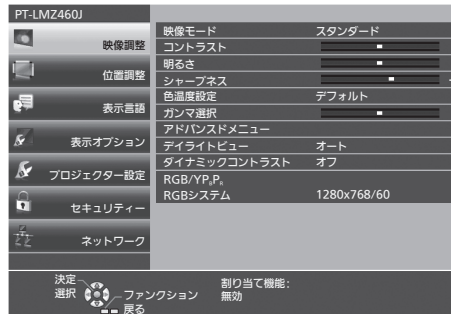 PT-LMZ460J
映像調整
位置調整
表示言語
表示オプション
プロジェクター設定
セキュリティー
ネットワーク
映像モード スタンダード
コントラスト
明るさ
シャープネス
色温度設定 デフォルト
ガンマ選択
アドバンスドメニュー
デイライトビュー オート
ダイナミックコントラスト オフ
RGB/YPBPR
RGBシステム 1280x768/60
決定
選択
ファンクション
戻る
割り当て機能:
無効